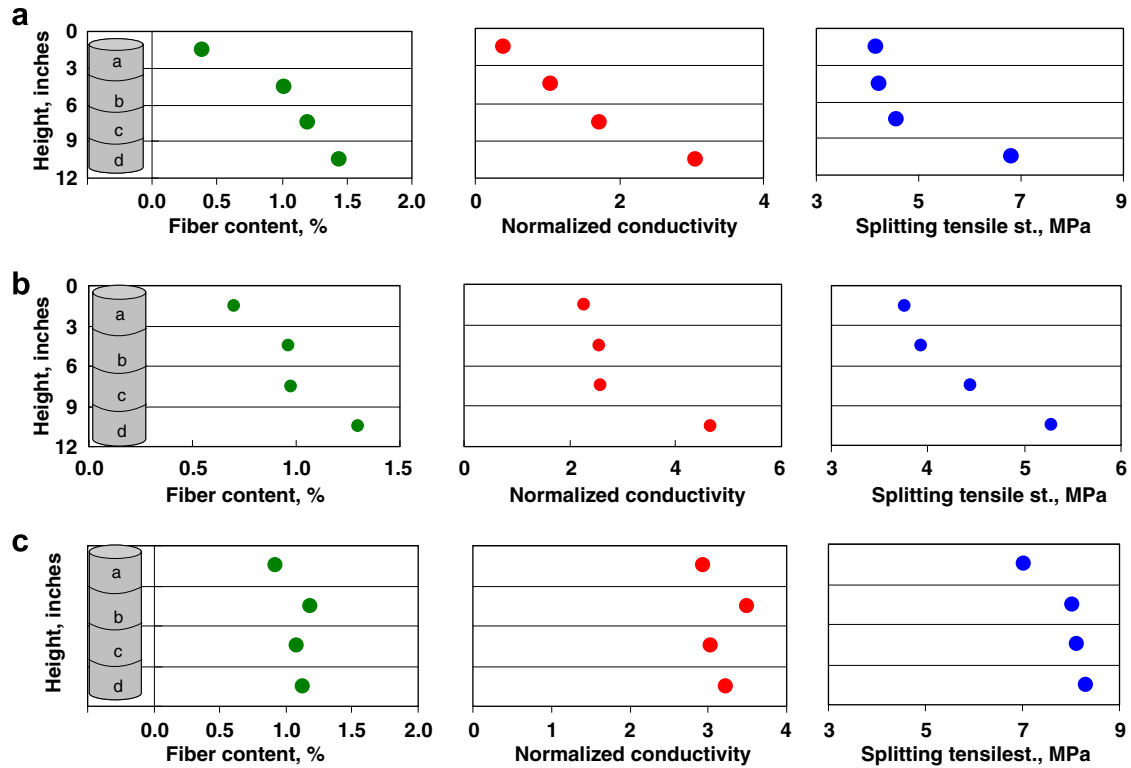 a
Height, inches
0
3
6
9
12
a
b
c
d
0.0 0.5 1.0 1.5 2.0
Fiber content, %
0 2 4
Normalized conductivity
3 5 7 9
Splitting tensile st., MPa
b
Height, inches
0
3
6
9
12
a
b
c
d
0.0 0.5 1.0 1.5
Fiber content, %
0 2 4 6
Normalized conductivity
3 4 5 6
Splitting tensile st., MPa
c
Height, inches
a
b
c
d
0.0 0.5 1.0 1.5 2.0
Fiber content, %
0 1 2 3 4
Normalized conductivity
3 5 7 9
Splitting tensilest., MPa